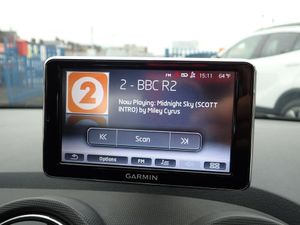 FM 15:11 64°F
2
2 - BBC R2
Now Playing: Midnight Sky (SCOTT
INTRO) by Miley Cyrus
Scan
Options FM
GARMIN